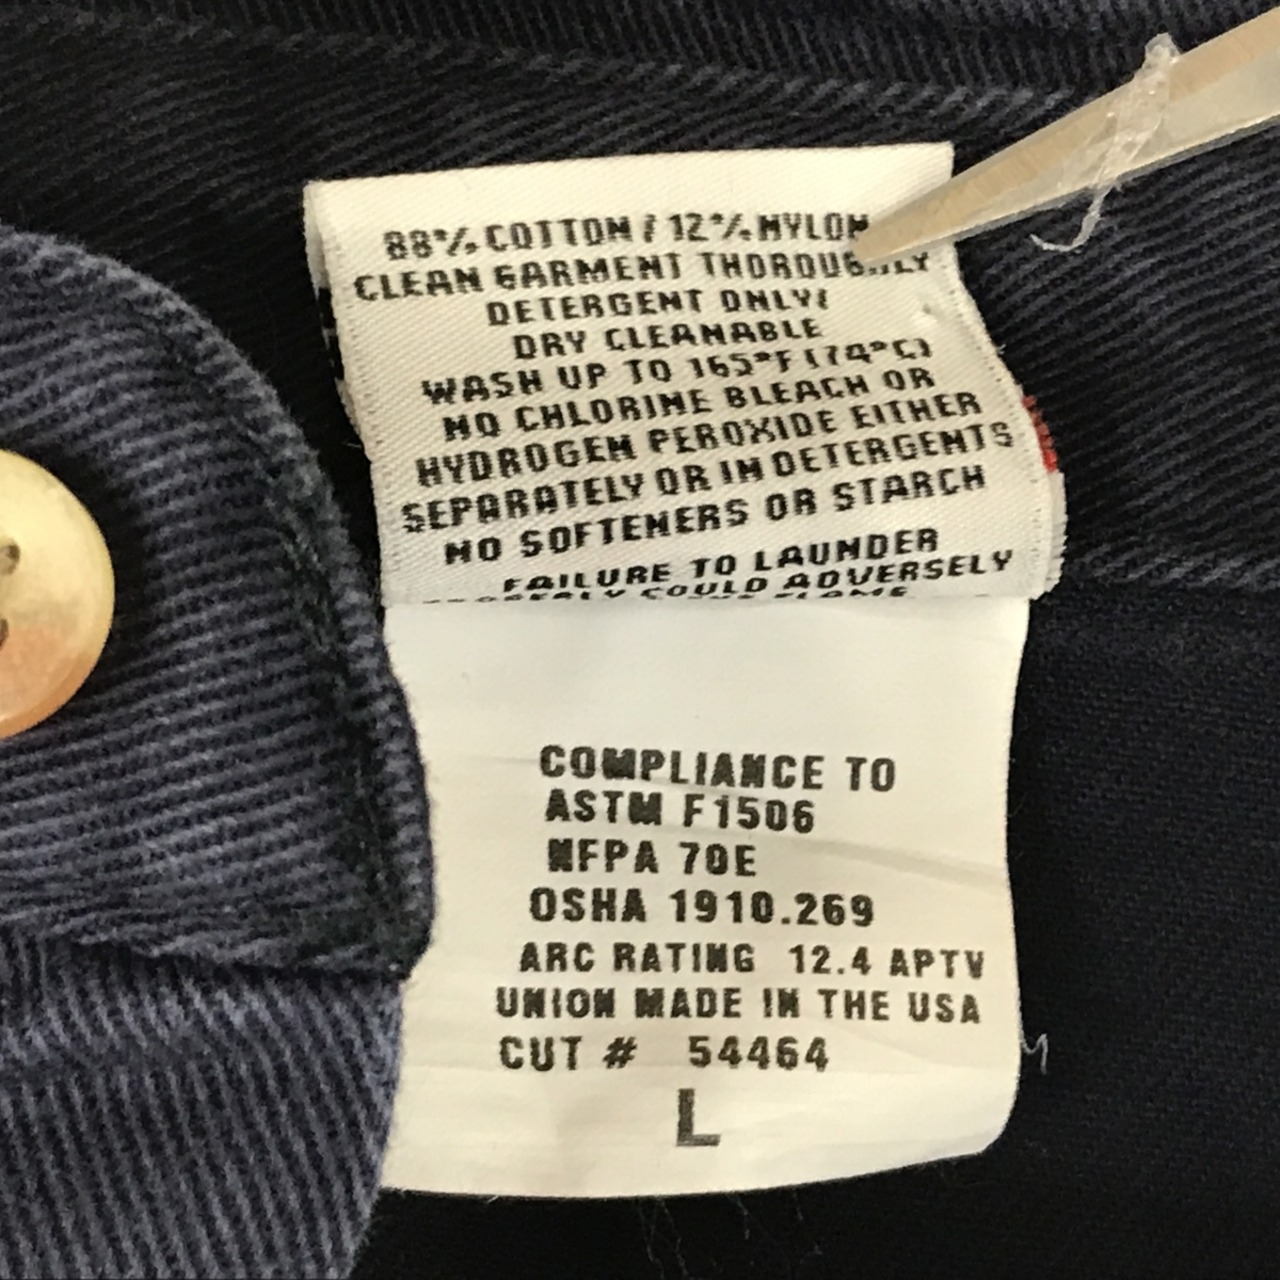 88% COTTON / 12% NYLON
CLEAN GARMENT THOROUGHLY
DETERGENT ONLY!
DRY CLEANABLE
WASH UP TO 165°F (74°C)
NO CHLORINE BLEACH OR
HYDROGEN PEROXIDE EITHER
SEPARATELY OR IN DETERGENTS
NO SOFTENERS OR STARCH
FAILURE TO LAUNDER
PROPERLY COULD ADVERSELY
COMPLIANCE TO
ASTM F1506
NFPA 70E
OSHA 1910.269
ARC RATING 12.4 APTV
UNION MADE IN THE USA
CUT # 54464
L